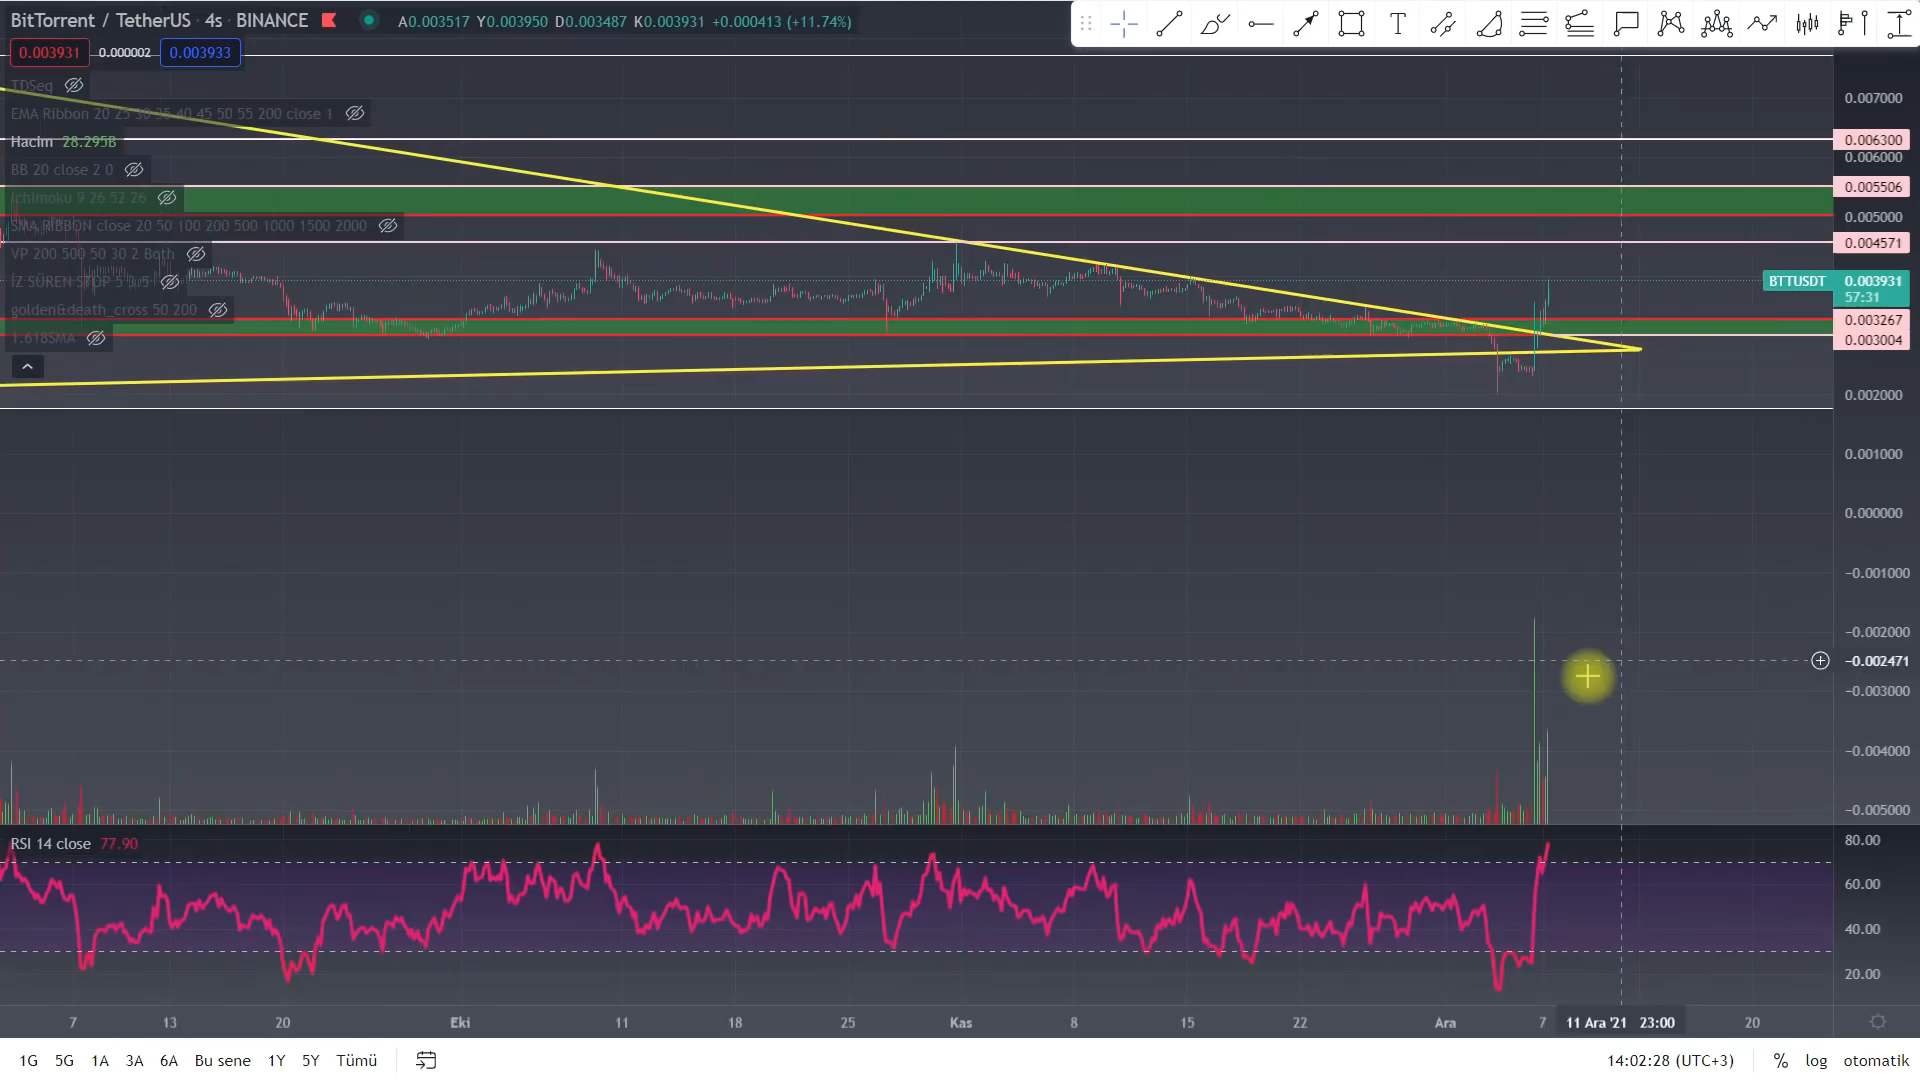 BitTorrent / TetherUS · 4s · BINANCE A0.003517 Y0.003950 D0.003487 K0.003931 +0.000413 (+11.74%)
0.003931 0.000002 0.003933
TDSeq
EMA Ribbon 20 25 30 35 40 45 50 55 200 close 1
Hacim 28.295B
BB 20 close 2 0
Ichimoku 9 26 52 26
SMA RIBBON close 20 50 100 200 500 1000 1500 2000
VP 200 500 50 30 2 Both
İZ SÜREN STOP 5
golden&death_cross 50 200
1.618SMA
0.007000
0.006300
0.006000
0.005506
0.005000
0.004571
BTTUSDT 0.003931
57:31
0.003267
0.003004
0.002000
0.001000
0.000000
−0.001000
−0.002000
−0.002471
−0.003000
−0.004000
−0.005000
RSI 14 close 77.90
80.00
60.00
40.00
20.00
7 13 20 Eki 11 18 25 Kas 8 15 22 Ara 7 11 Ara '21 23:00 20
1G 5G 1A 3A 6A Bu sene 1Y 5Y Tümü 14:02:28 (UTC+3) % log otomatik